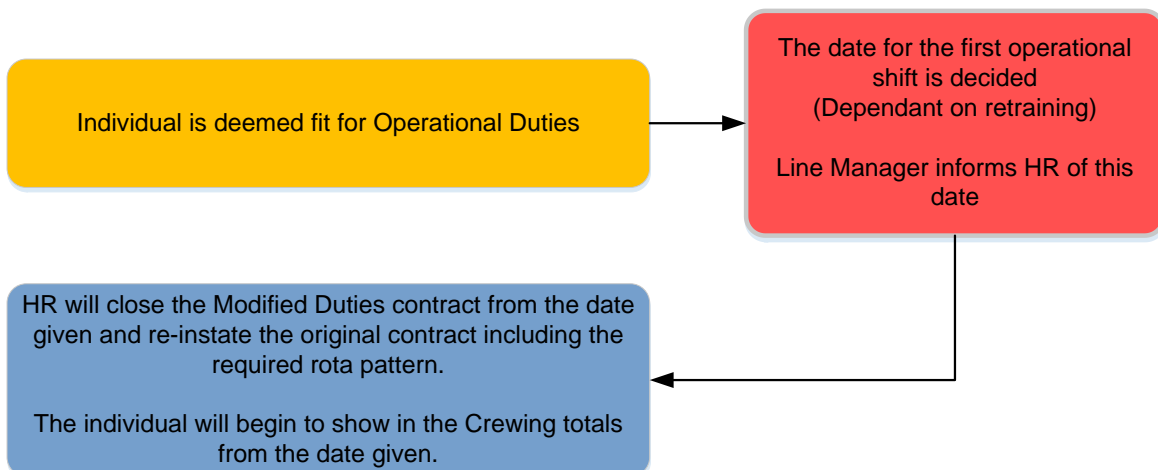 Individual is deemed fit for Operational Duties
The date for the first operational
shift is decided
(Dependant on retraining)
Line Manager informs HR of this
date
HR will close the Modified Duties contract from the date
given and re-instate the original contract including the
required rota pattern.
The individual will begin to show in the Crewing totals
from the date given.